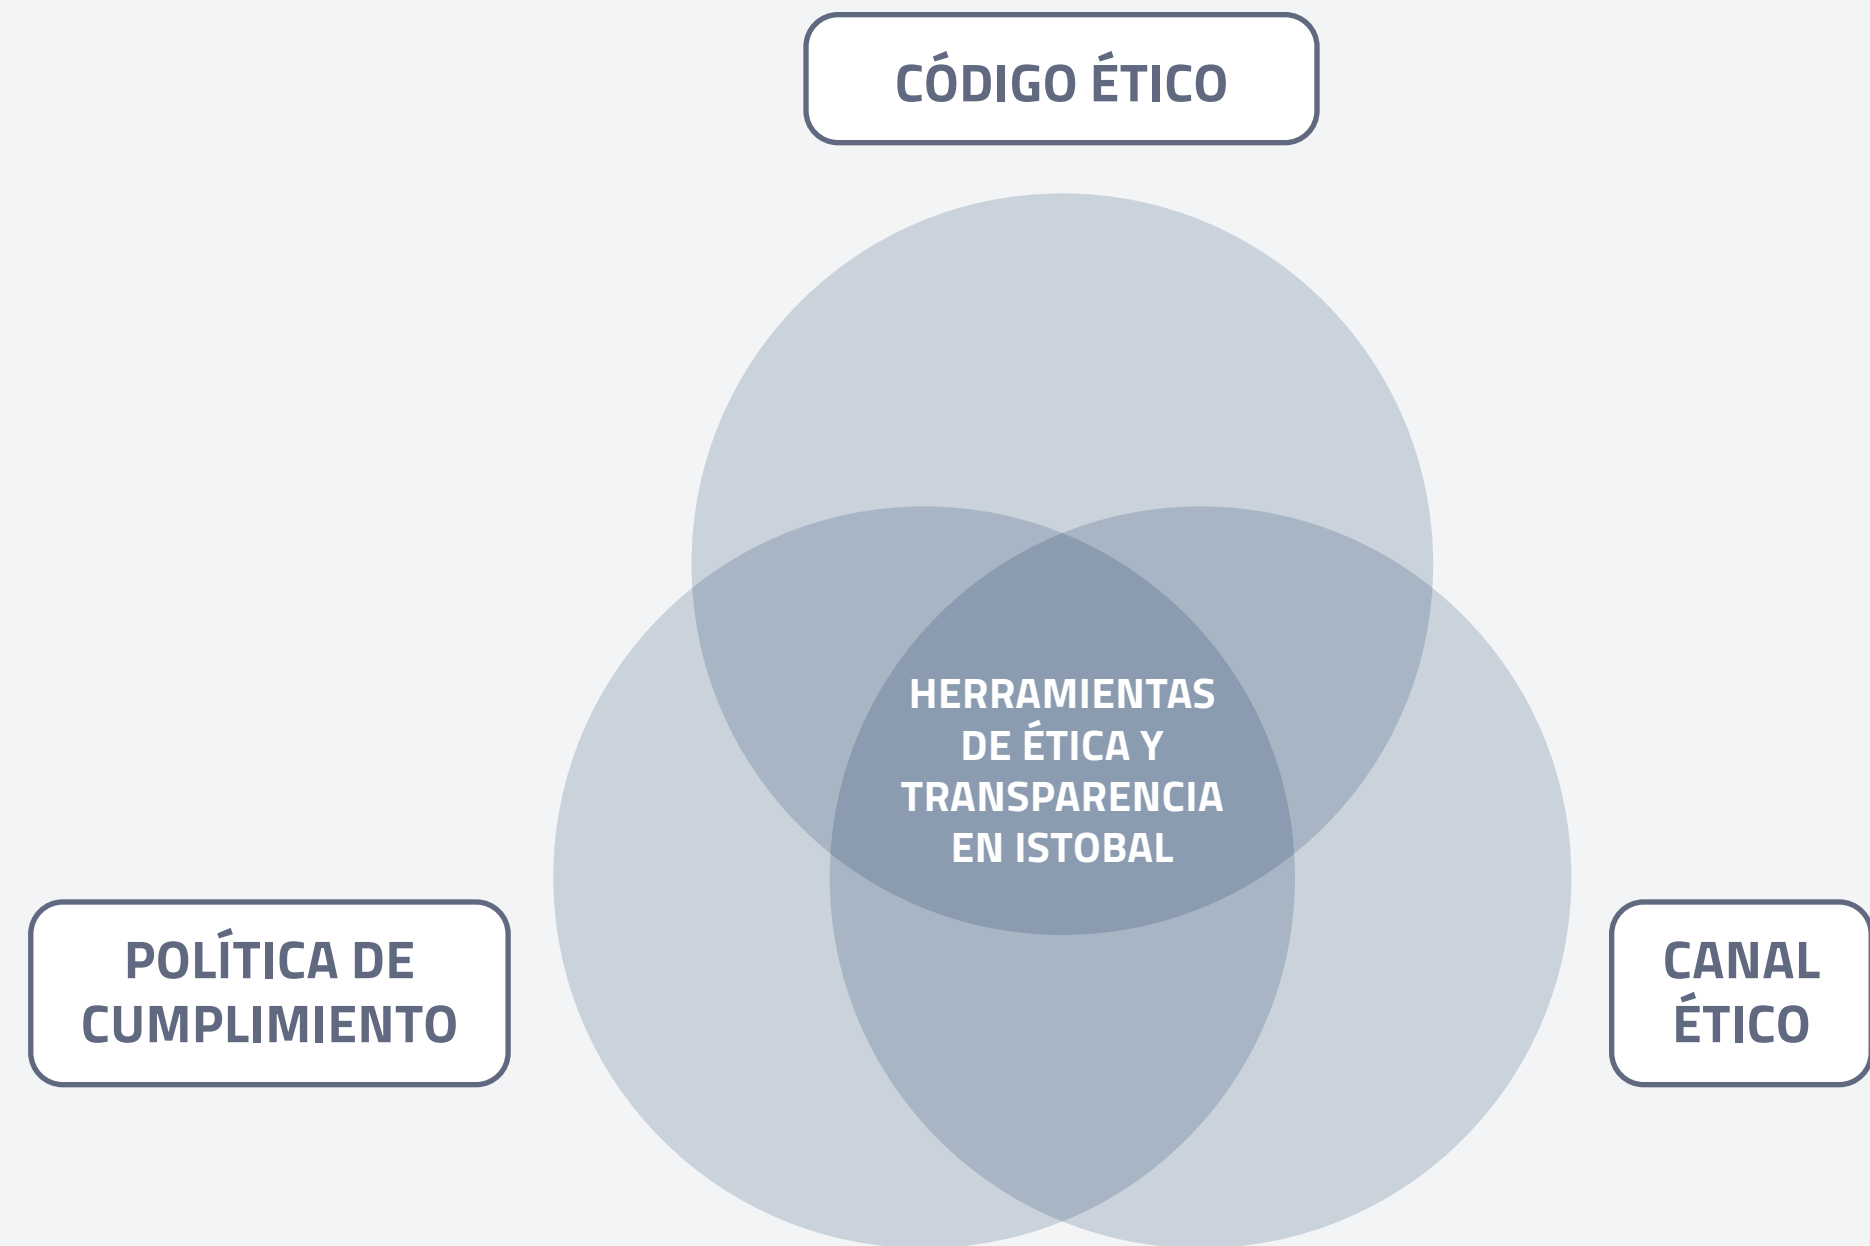 CÓDIGO ÉTICO
HERRAMIENTAS
DE ÉTICA Y
TRANSPARENCIA
EN ISTOBAL
POLÍTICA DE
CUMPLIMIENTO
CANAL
ÉTICO